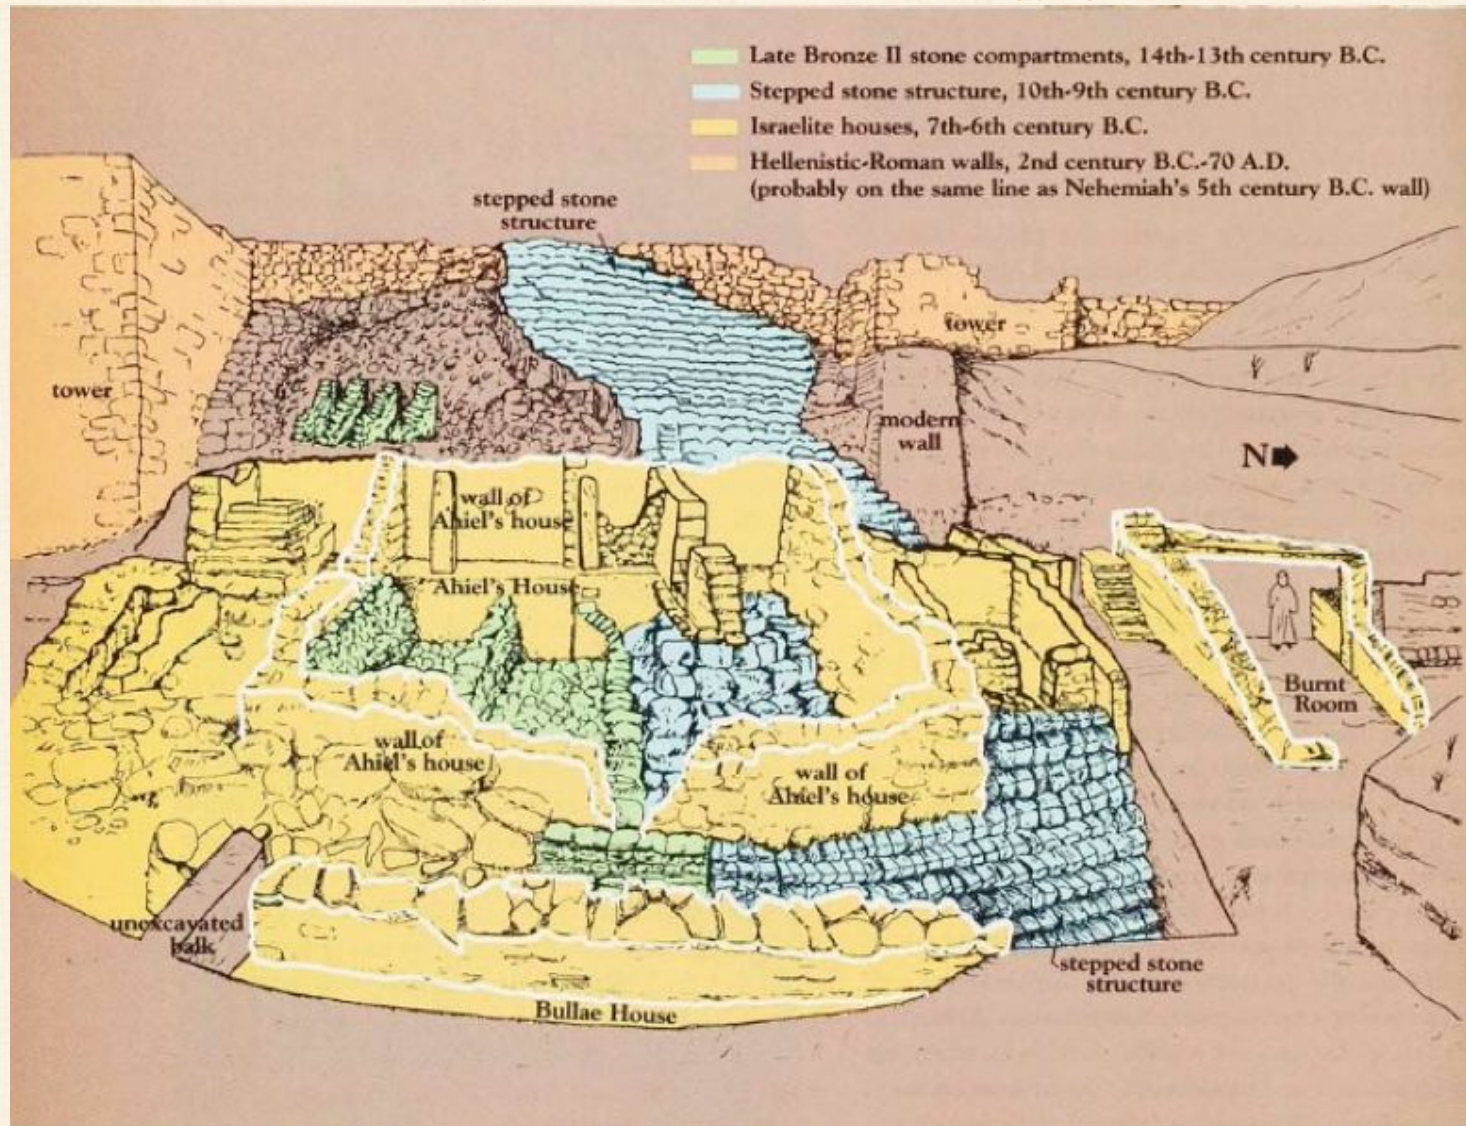 Late Bronze II stone compartments, 14th-13th century B.C.
Stepped stone structure, 10th-9th century B.C.
Israelite houses, 7th-6th century B.C.
Hellenistic-Roman walls, 2nd century B.C.-70 A.D.
(probably on the same line as Nehemiah's 5th century B.C. wall)
stepped stone
structure
tower
tower
modern
wall
N
wall of
Ahiel's house
Ahiel's House
Burnt
Room
wall of
Ahiel's house
wall of
Ahiel's house
unexcavated
balk
stepped stone
structure
Bullae House